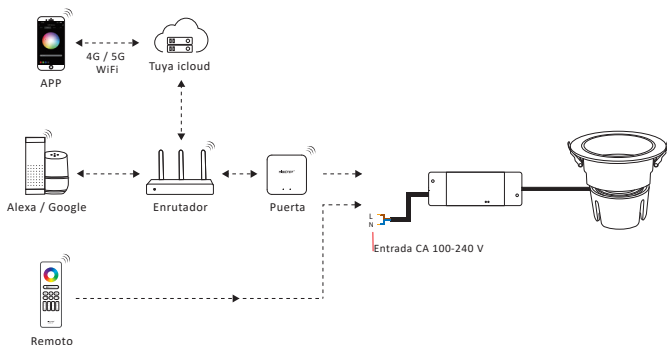 4G / 5G
WiFi
APP
Tuya icloud
Alexa / Google
Enrutador
Puerta
L
N
Entrada CA 100-240 V
Remoto